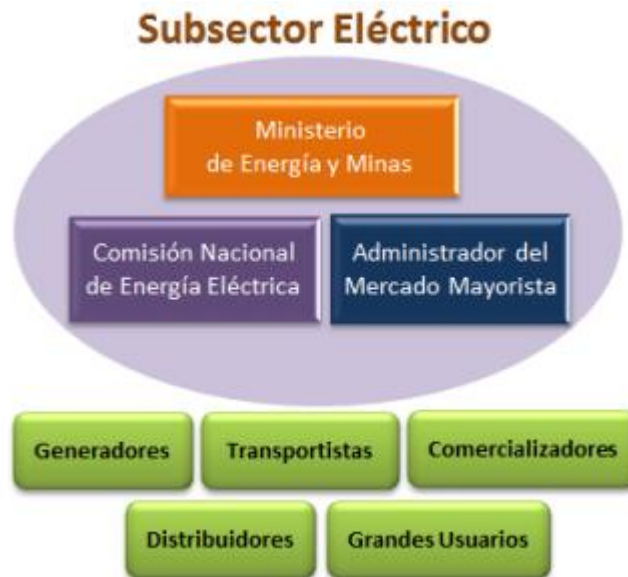 Subsector Eléctrico
Ministerio
de Energía y Minas
Comisión Nacional
de Energía Eléctrica
Administrador del
Mercado Mayorista
Generadores
Transportistas
Comercializadores
Distribuidores
Grandes Usuarios